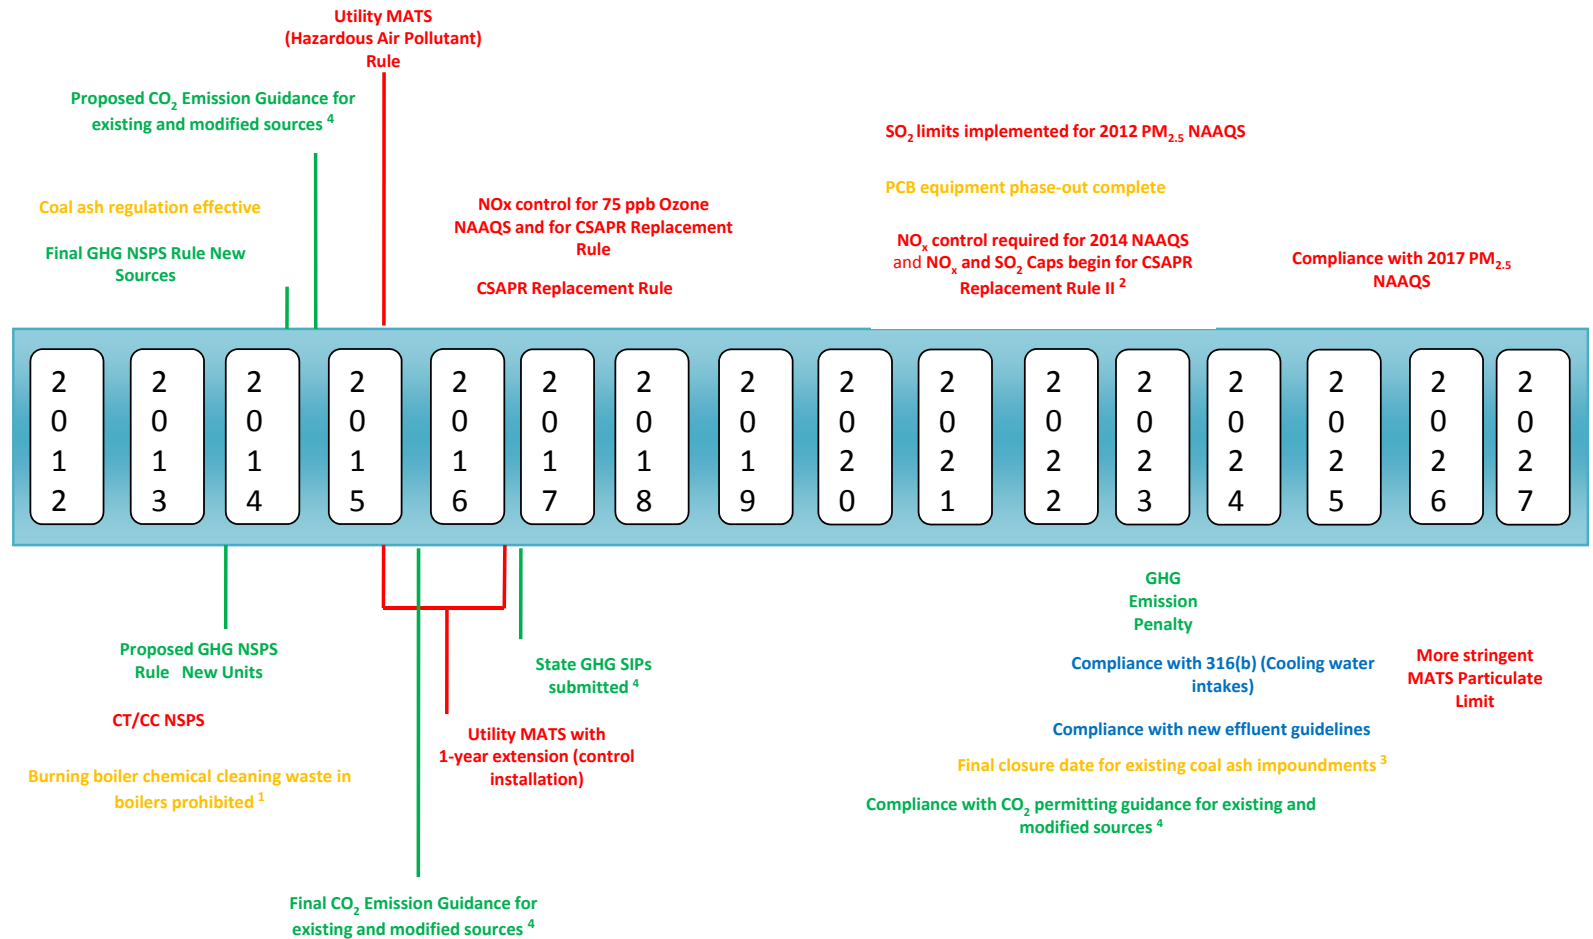 Utility MATS
(Hazardous Air Pollutant)
Rule
Proposed CO₂ Emission Guidance for
existing and modified sources ⁴
Coal ash regulation effective
Final GHG NSPS Rule New
Sources
NOx control for 75 ppb Ozone
NAAQS and for CSAPR Replacement
Rule
CSAPR Replacement Rule
SO₂ limits implemented for 2012 PM₂.₅ NAAQS
PCB equipment phase-out complete
NOₓ control required for 2014 NAAQS
and NOₓ and SO₂ Caps begin for CSAPR
Replacement Rule II ²
Compliance with 2017 PM₂.₅
NAAQS
2012
2013
2014
2015
2016
2017
2018
2019
2020
2021
2022
2023
2024
2025
2026
2027
Proposed GHG NSPS
Rule New Units
CT/CC NSPS
Burning boiler chemical cleaning waste in
boilers prohibited ¹
Final CO₂ Emission Guidance for
existing and modified sources ⁴
Utility MATS with
1-year extension (control
installation)
State GHG SIPs
submitted ⁴
GHG
Emission
Penalty
Compliance with 316(b) (Cooling water
intakes)
Compliance with new effluent guidelines
Final closure date for existing coal ash impoundments ³
Compliance with CO₂ permitting guidance for existing and
modified sources ⁴
More stringent
MATS Particulate
Limit